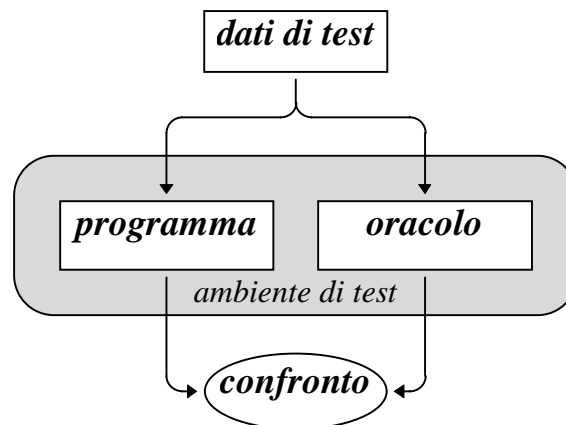 dati di test
programma
oracolo
ambiente di test
confronto